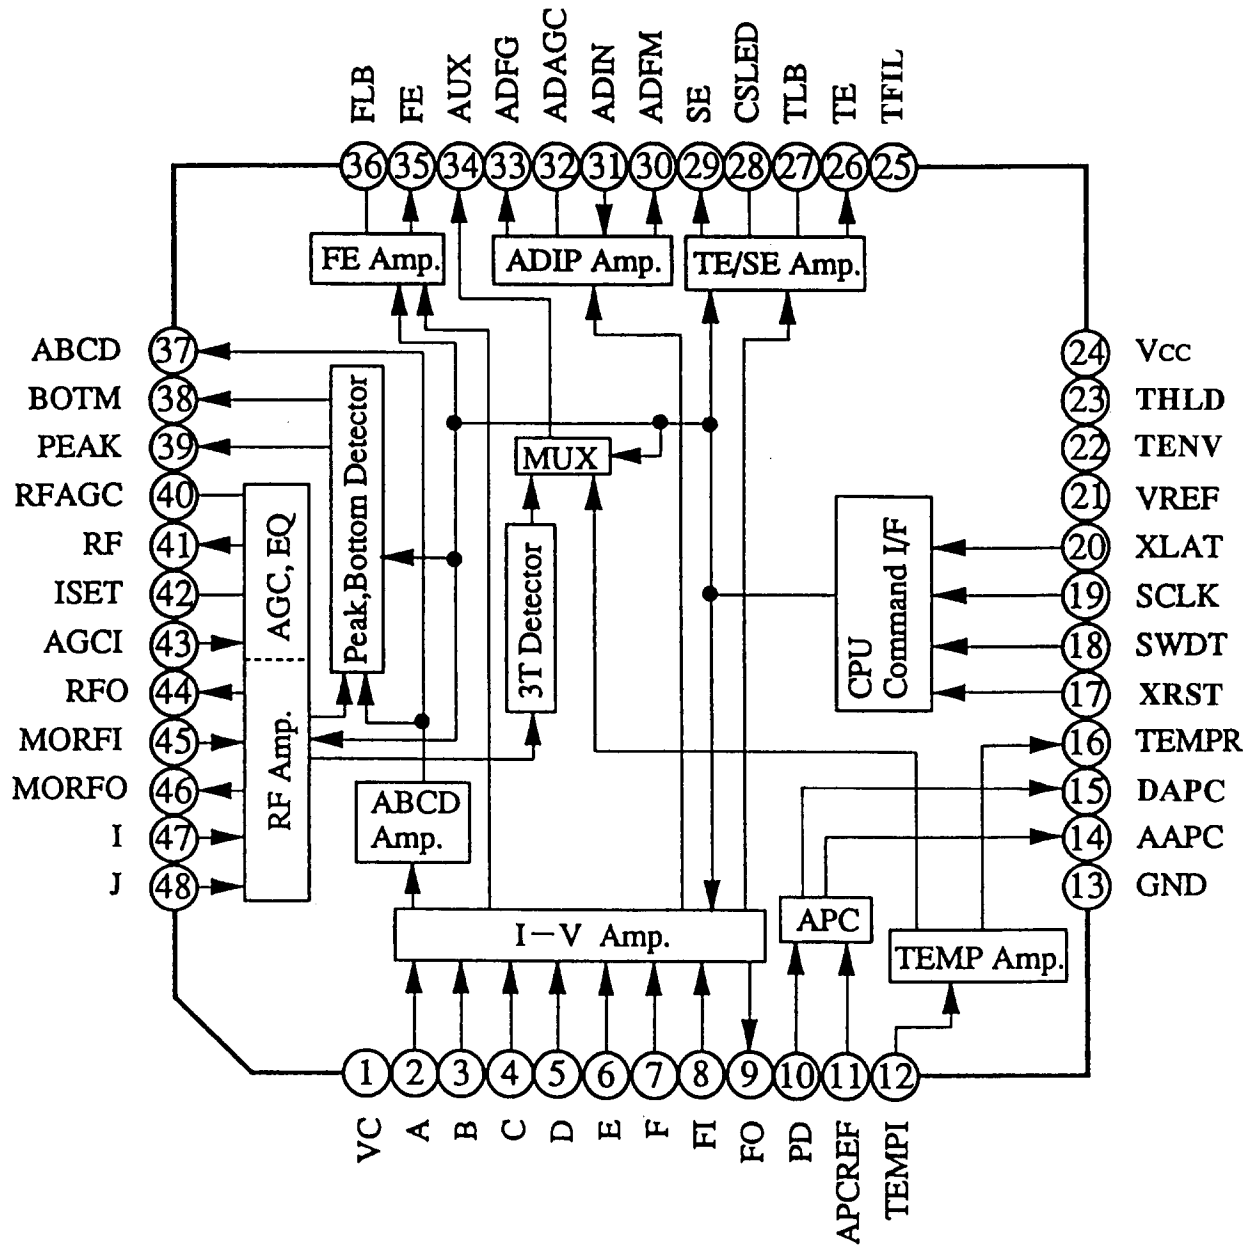 FLB
FE
AUX
ADFG
ADAGC
ADIN
ADFM
SE
CSLED
TLB
TE
TFIL
36 35 34 33 32 31 30 29 28 27 26 25
FE Amp.
ADIP Amp.
TE/SE Amp.
ABCD 37
BOTM 38
PEAK 39
RFAGC 40
RF 41
ISET 42
AGCI 43
RFO 44
MORFI 45
MORFO 46
I 47
J 48
AGC, EQ
RF Amp.
Peak,Bottom Detector
MUX
3T Detector
ABCD
Amp.
CPU
Command I/F
24 Vcc
23 THLD
22 TENV
21 VREF
20 XLAT
19 SCLK
18 SWDT
17 XRST
16 TEMPR
15 DAPC
14 AAPC
13 GND
I－V Amp.
APC
TEMP Amp.
1 2 3 4 5 6 7 8 9 10 11 12
VC
A
B
C
D
E
F
FI
FO
PD
APCREF
TEMPI